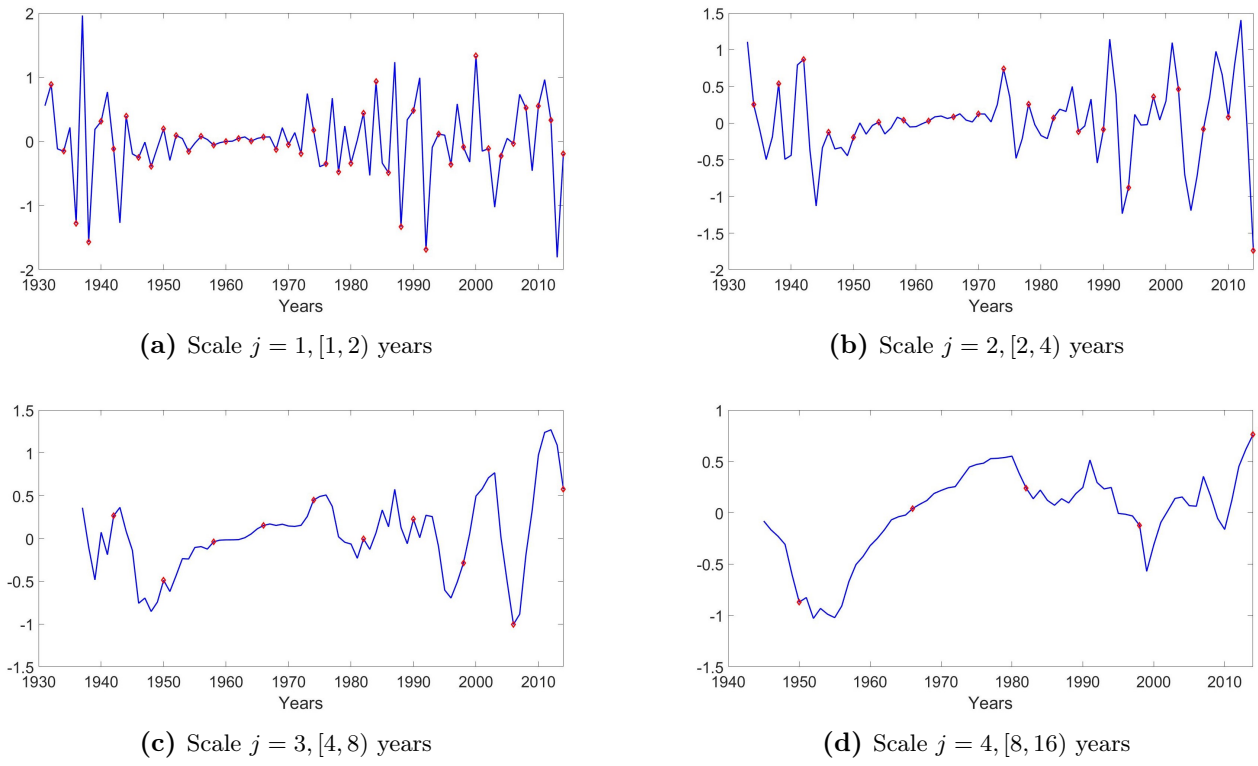 2
1
0
-1
-2
1930 1940 1950 1960 1970 1980 1990 2000 2010
Years
(a) Scale j = 1, [1, 2) years
1.5
1
0.5
0
-0.5
-1
-1.5
-2
1930 1940 1950 1960 1970 1980 1990 2000 2010
Years
(b) Scale j = 2, [2, 4) years
1.5
1
0.5
0
-0.5
-1
-1.5
1930 1940 1950 1960 1970 1980 1990 2000 2010
Years
(c) Scale j = 3, [4, 8) years
1
0.5
0
-0.5
-1
-1.5
1940 1950 1960 1970 1980 1990 2000 2010
Years
(d) Scale j = 4, [8, 16) years